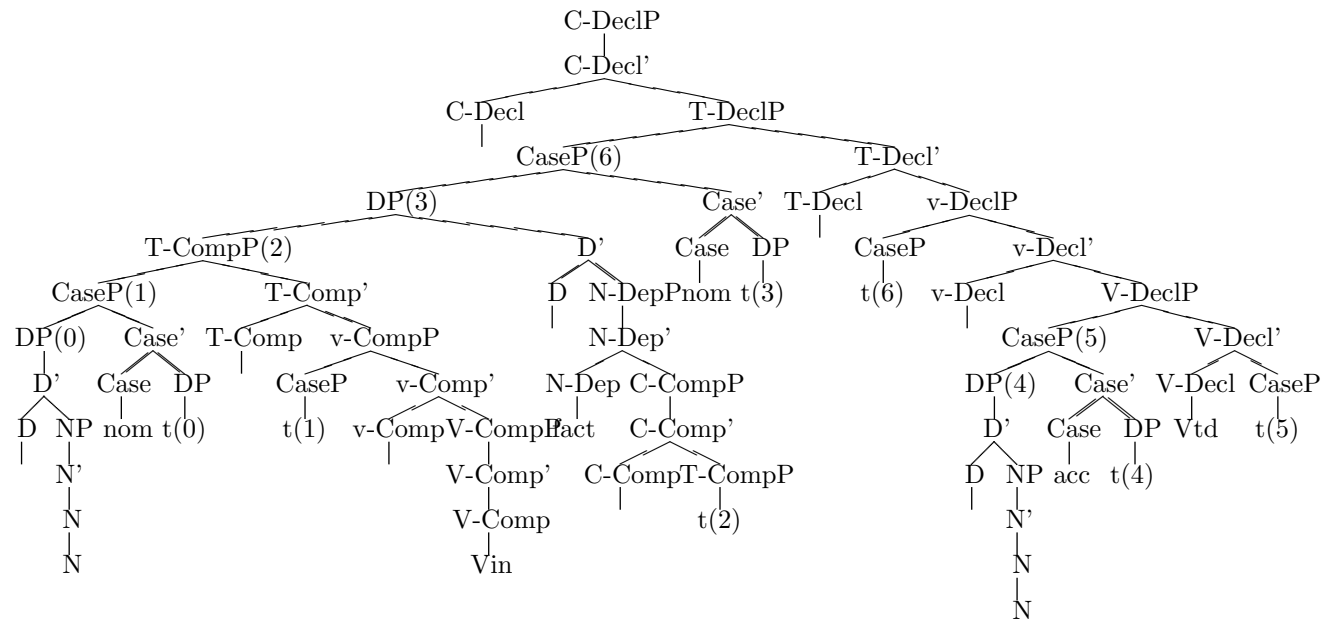 C-DeclP
C-Decl'
C-Decl T-DeclP
CaseP(6) T-Decl'
DP(3) Case' T-Decl v-DeclP
T-CompP(2) D' Case DP CaseP v-Decl'
CaseP(1) T-Comp' D N-DepP nom t(3) t(6) v-Decl V-DeclP
DP(0) Case' T-Comp v-CompP N-Dep' CaseP(5) V-Decl'
D' Case DP CaseP v-Comp' N-Dep C-CompP DP(4) Case' V-Decl CaseP
D NP nom t(0) t(1) v-Comp V-CompP Fact C-Comp' D' Case DP Vtd t(5)
N' V-Comp' C-Comp T-CompP D NP acc t(4)
N V-Comp t(2) N'
N Vin N
N